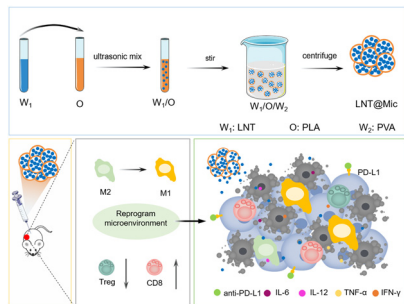 ultrasonic mix
stir
centrifuge
W1
O
W1/O
W1/O/W2
LNT@Mic
W1: LNT
O: PLA
W2: PVA
M2
M1
Reprogram
microenvironment
Treg
CD8
PD-L1
anti-PD-L1
IL-6
IL-12
TNF-α
IFN-γ